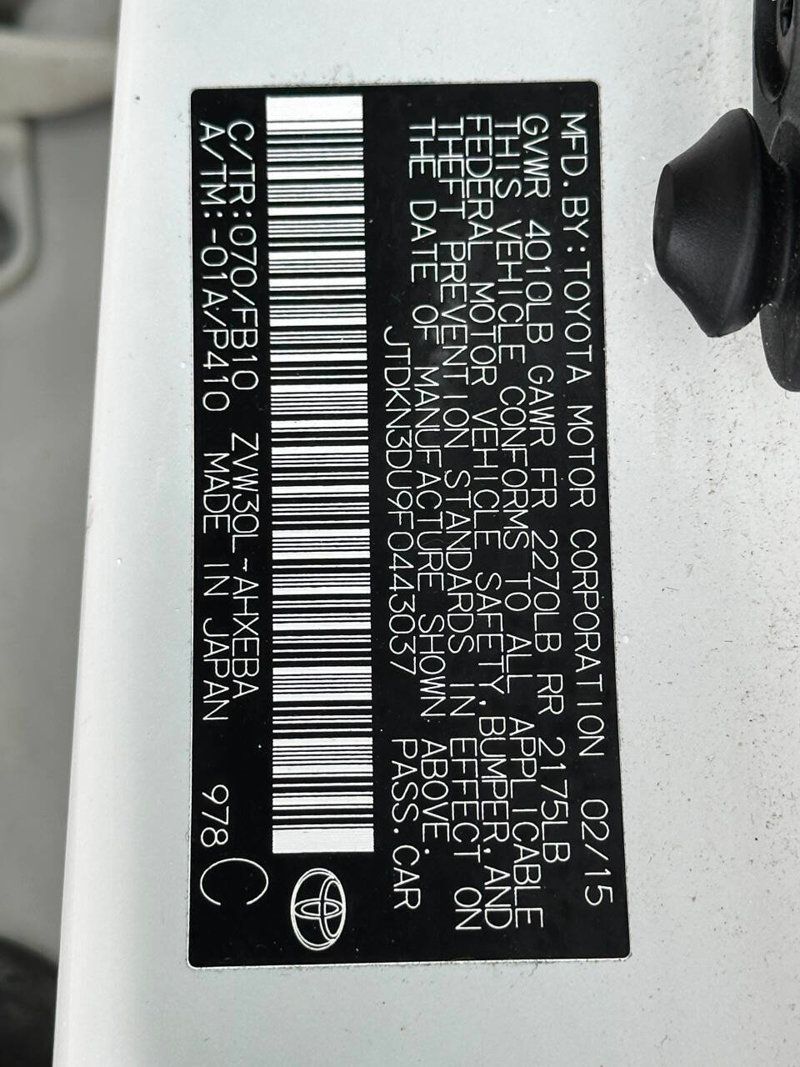 MFD.BY:TOYOTA MOTOR CORPORATION 02/15
GVWR 4010LB GAWR FR 2270LB RR 2175LB
THIS VEHICLE CONFORMS TO ALL APPLICABLE
FEDERAL MOTOR VEHICLE SAFETY,BUMPER,AND
THEFT PREVENTION STANDARDS IN EFFECT ON
THE DATE OF MANUFACTURE SHOWN ABOVE.
JTDKN3DU9F0443037 PASS.CAR
C/TR:070/FB10 ZVW30L-AHXEBA C
A/TM:-01A/P410 MADE IN JAPAN 978